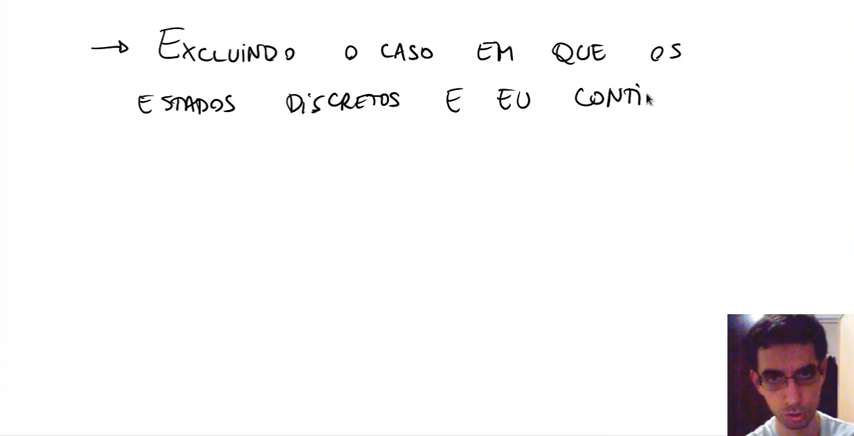 → EXCLUINDO O CASO EM QUE OS
ESTADOS DISCRETOS E EU CONTI